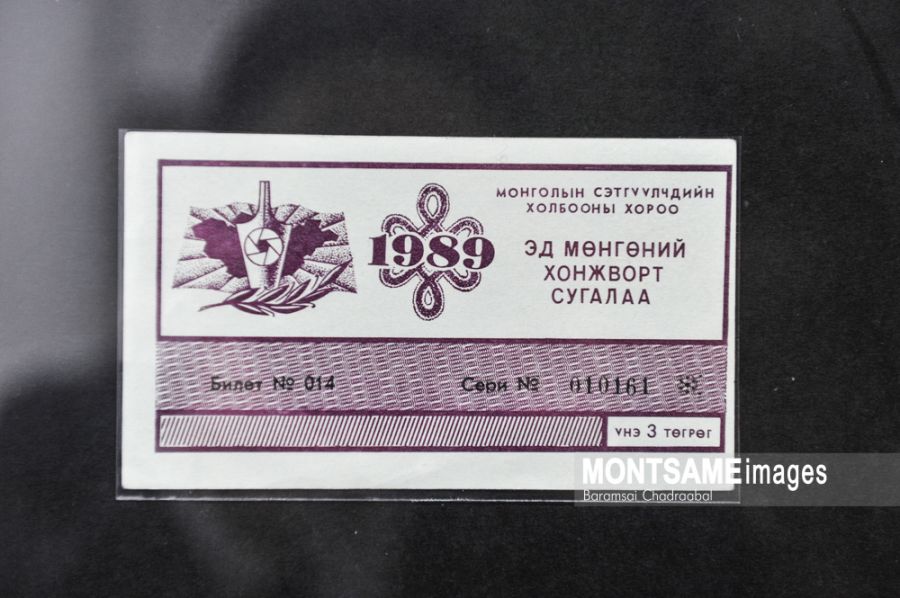 МОНГОЛЫН СЭТГҮҮЛЧДИЙН
ХОЛБООНЫ ХОРОО
1989
ЭД МӨНГӨНИЙ
ХОНЖВОРТ
СУГАЛАА
Билет № 014
Сери № 010161
ҮНЭ 3 ТӨГРӨГ
MONTSAMEimages
Baramsai Chadraabal